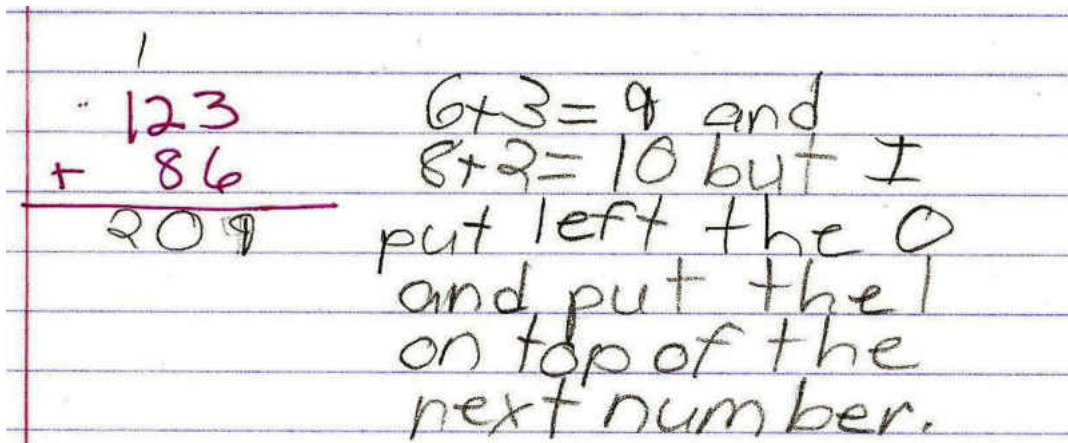 1
123
+ 86
209
6+3=9 and
8+2=10 but I
put left the 0
and put the 1
on top of the
next number.